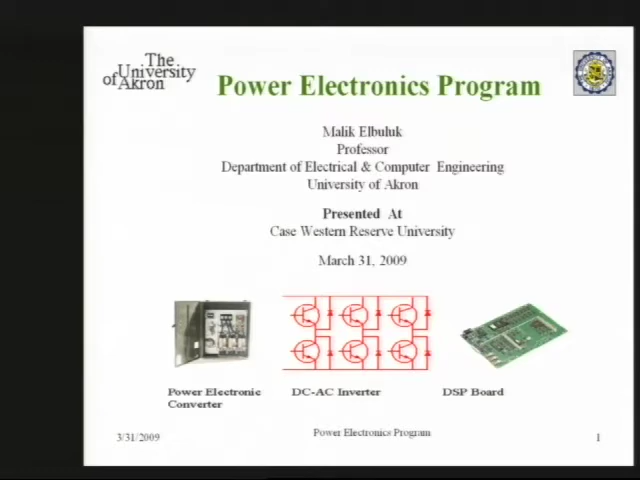 The
University
of Akron
Power Electronics Program
Malik Elbuluk
Professor
Department of Electrical & Computer Engineering
University of Akron
Presented At
Case Western Reserve University
March 31, 2009
Power Electronic
Converter
DC-AC Inverter
DSP Board
3/31/2009
Power Electronics Program
1